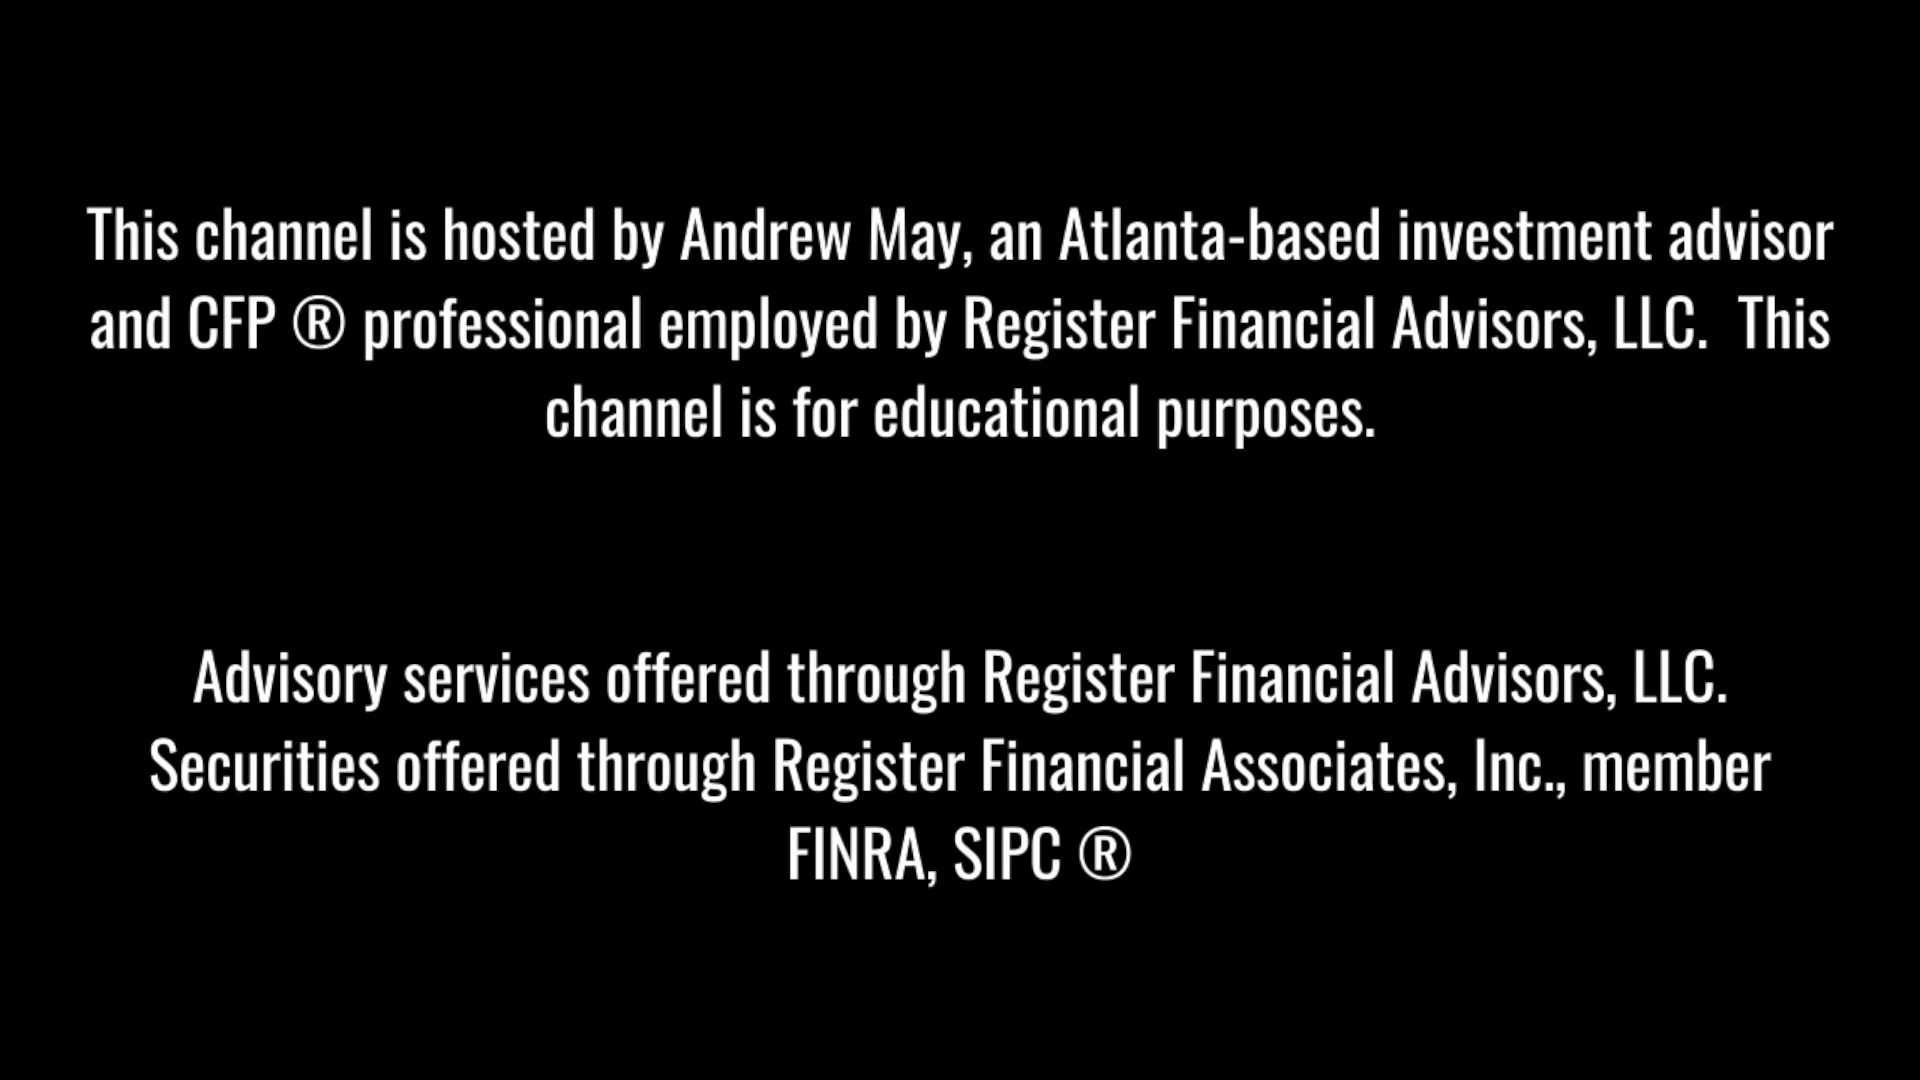 This channel is hosted by Andrew May, an Atlanta-based investment advisor
and CFP ® professional employed by Register Financial Advisors, LLC.  This
channel is for educational purposes.
Advisory services offered through Register Financial Advisors, LLC.
Securities offered through Register Financial Associates, Inc., member
FINRA, SIPC ®